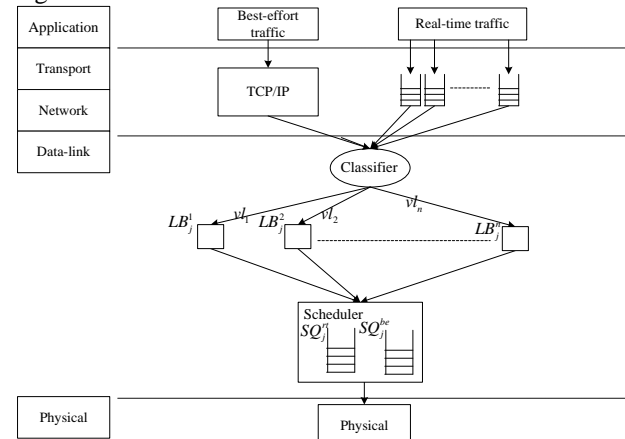 Application
Best-effort
traffic
Real-time traffic
Transport
Network
TCP/IP
Data-link
Classifier
LB_j^1
vl_1
LB_j^2
vl_2
vl_n
LB_j^n
Scheduler
SQ_j^{rt}
SQ_j^{be}
Physical
Physical